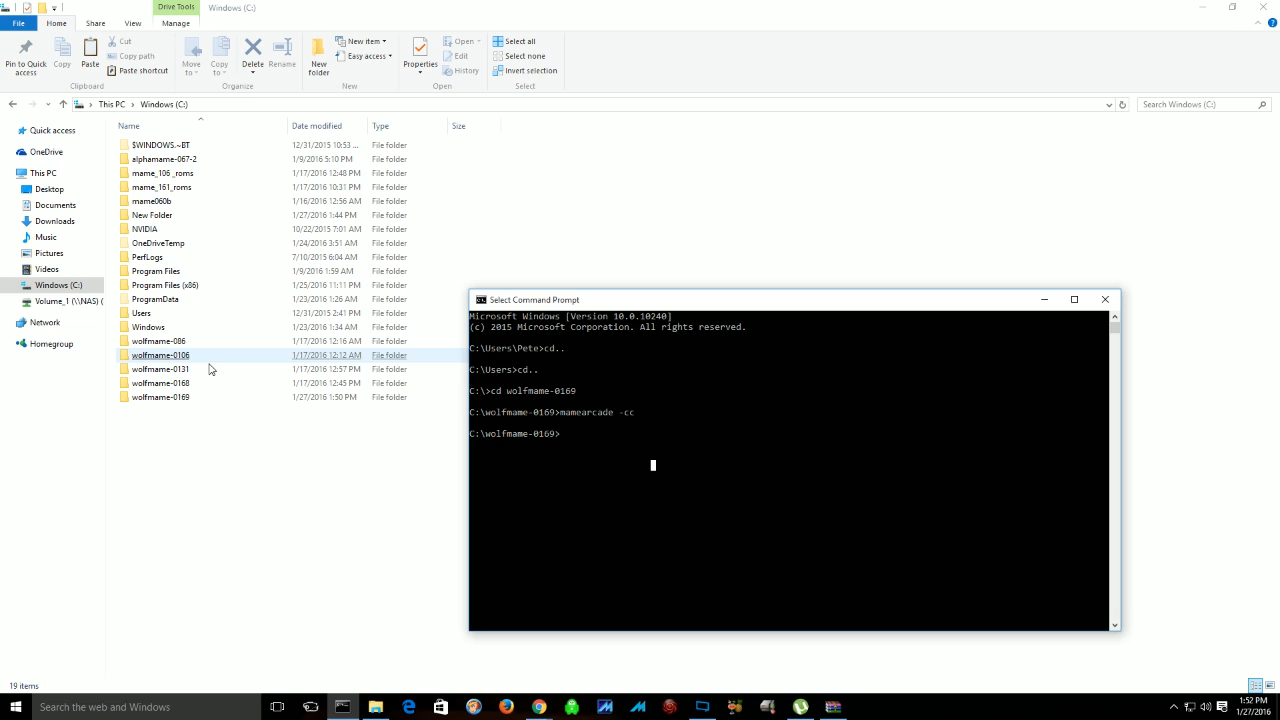 Drive Tools
Windows (C:)
File
Home
Share
View
Manage
Pin to Quick access
Copy
Paste
Cut
Copy path
Paste shortcut
Move to
Copy to
Delete
Rename
New folder
New item
Easy access
Properties
Open
Edit
History
Select all
Select none
Invert selection
Clipboard
Organize
New
Open
Select
This PC
Windows (C:)
Search Windows (C:)
Name
Date modified
Type
Size
Quick access
OneDrive
This PC
Desktop
Documents
Downloads
Music
Pictures
Videos
Windows (C:)
Volume_1 (\\NAS) (
Network
Homegroup
$WINDOWS.~BT 12/31/2015 10:53 ... File folder
alphamame-067-2 1/9/2016 5:10 PM File folder
mame_106 _roms 1/17/2016 12:48 PM File folder
mame_161_roms 1/17/2016 10:31 PM File folder
mame060b 1/16/2016 12:56 AM File folder
New Folder 1/27/2016 1:44 PM File folder
NVIDIA 10/22/2015 7:01 AM File folder
OneDriveTemp 1/24/2016 3:51 AM File folder
PerfLogs 7/10/2015 6:04 AM File folder
Program Files 1/9/2016 1:59 AM File folder
Program Files (x86) 1/25/2016 11:11 PM File folder
ProgramData 1/23/2016 1:26 AM File folder
Users 12/31/2015 2:41 PM File folder
Windows 1/23/2016 1:34 AM File folder
wolfmame-086 1/17/2016 12:16 AM File folder
wolfmame-0106 1/17/2016 12:12 AM File folder
wolfmame-0131 1/17/2016 12:57 PM File folder
wolfmame-0168 1/17/2016 12:45 PM File folder
wolfmame-0169 1/27/2016 1:50 PM File folder
Select Command Prompt
Microsoft Windows [Version 10.0.10240]
(c) 2015 Microsoft Corporation. All rights reserved.
C:\Users\Pete>cd..
C:\Users>cd..
C:\>cd wolfmame-0169
C:\wolfmame-0169>mamearcade -cc
C:\wolfmame-0169>
19 items
Search the web and Windows
1:52 PM
1/27/2016